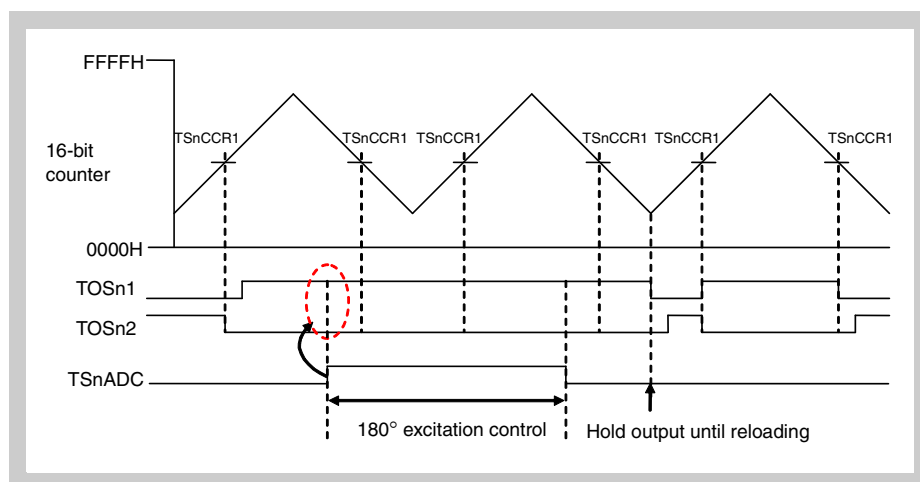 FFFFH
TSnCCR1 TSnCCR1 TSnCCR1 TSnCCR1 TSnCCR1 TSnCCR1
16-bit
counter
0000H
TOSn1
TOSn2
TSnADC
180° excitation control Hold output until reloading